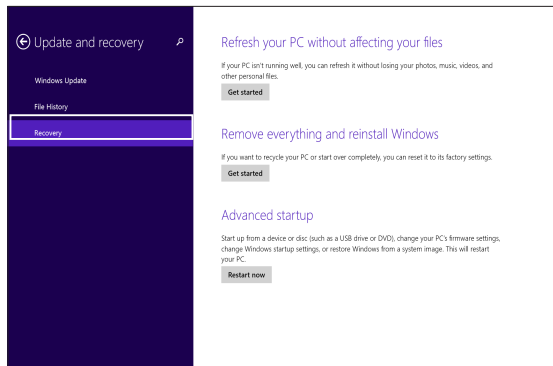 Update and recovery
Windows Update
File History
Recovery
Refresh your PC without affecting your files
If your PC isn't running well, you can refresh it without losing your photos, music, videos, and
other personal files.
Get started
Remove everything and reinstall Windows
If you want to recycle your PC or start over completely, you can reset it to its factory settings.
Get started
Advanced startup
Start up from a device or disc (such as a USB drive or DVD), change your PC's firmware settings,
change Windows startup settings, or restore Windows from a system image. This will restart
your PC.
Restart now